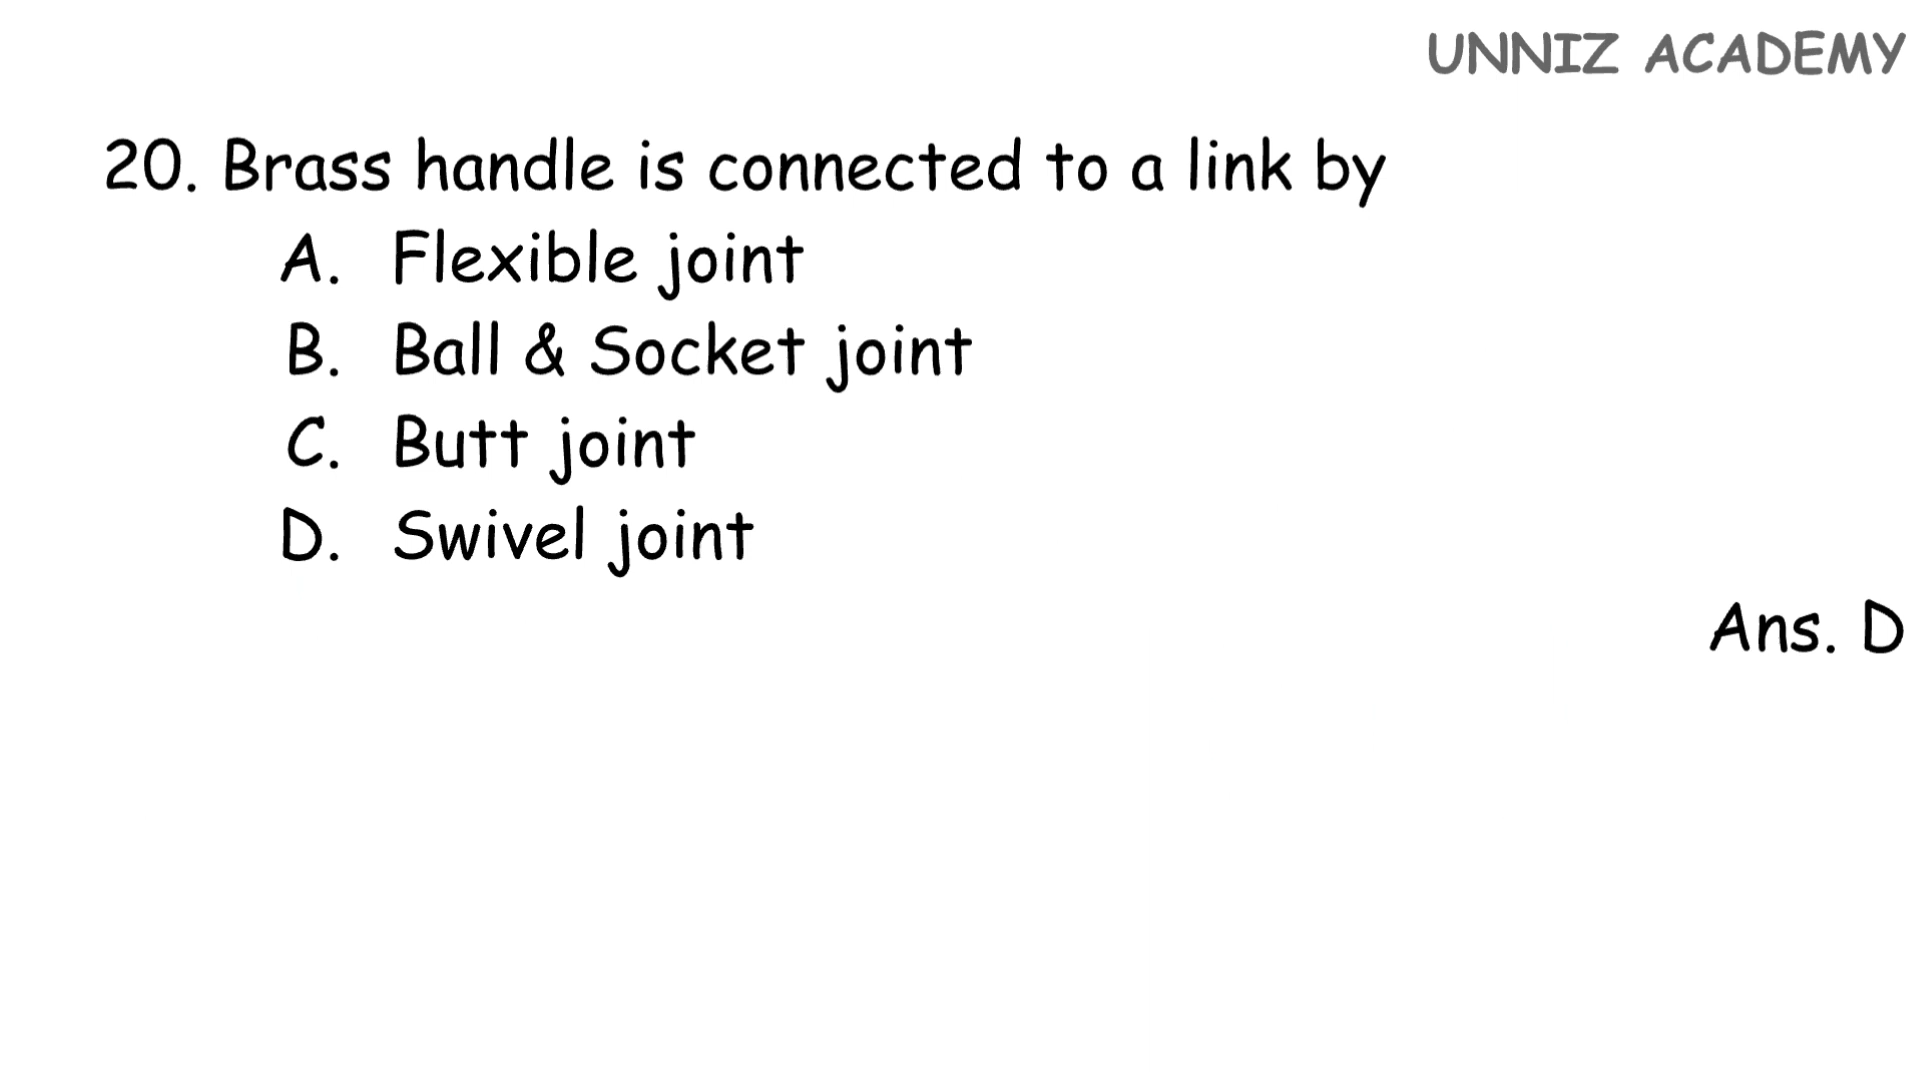 UNNIZ ACADEMY
20. Brass handle is connected to a link by
A. Flexible joint
B. Ball & Socket joint
C. Butt joint
D. Swivel joint
Ans. D